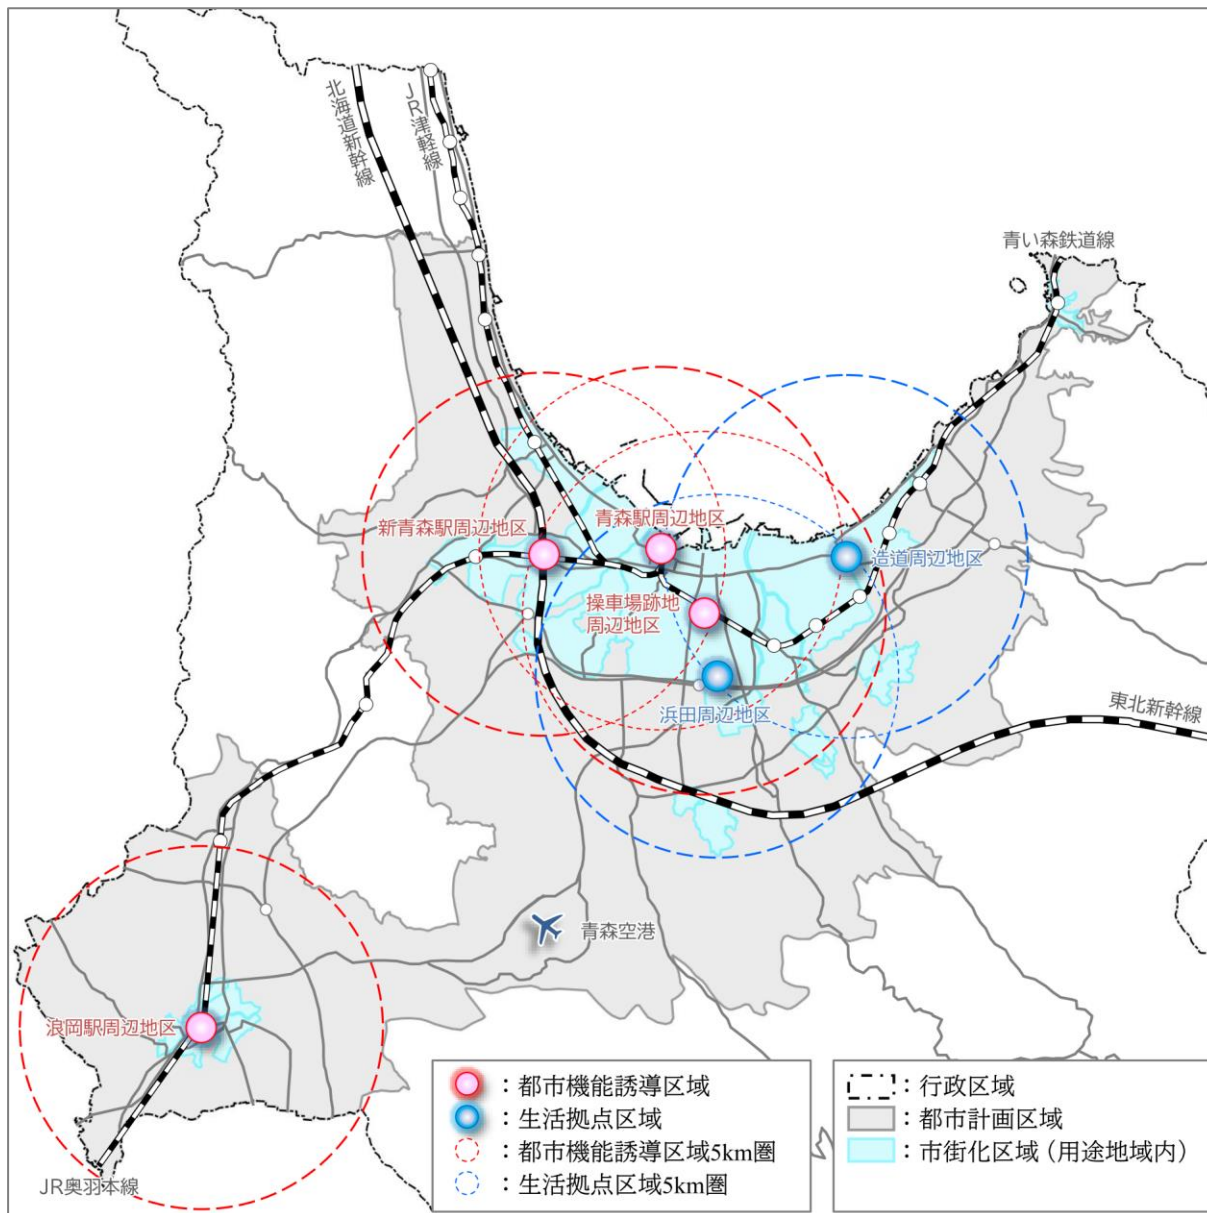 北海道新幹線
JR津軽線
青い森鉄道線
新青森駅周辺地区
青森駅周辺地区
造道周辺地区
操車場跡地
周辺地区
浜田周辺地区
東北新幹線
青森空港
浪岡駅周辺地区
JR奥羽本線
：都市機能誘導区域
：生活拠点区域
：都市機能誘導区域5km圏
：生活拠点区域5km圏
：行政区域
：都市計画区域
：市街化区域（用途地域内）